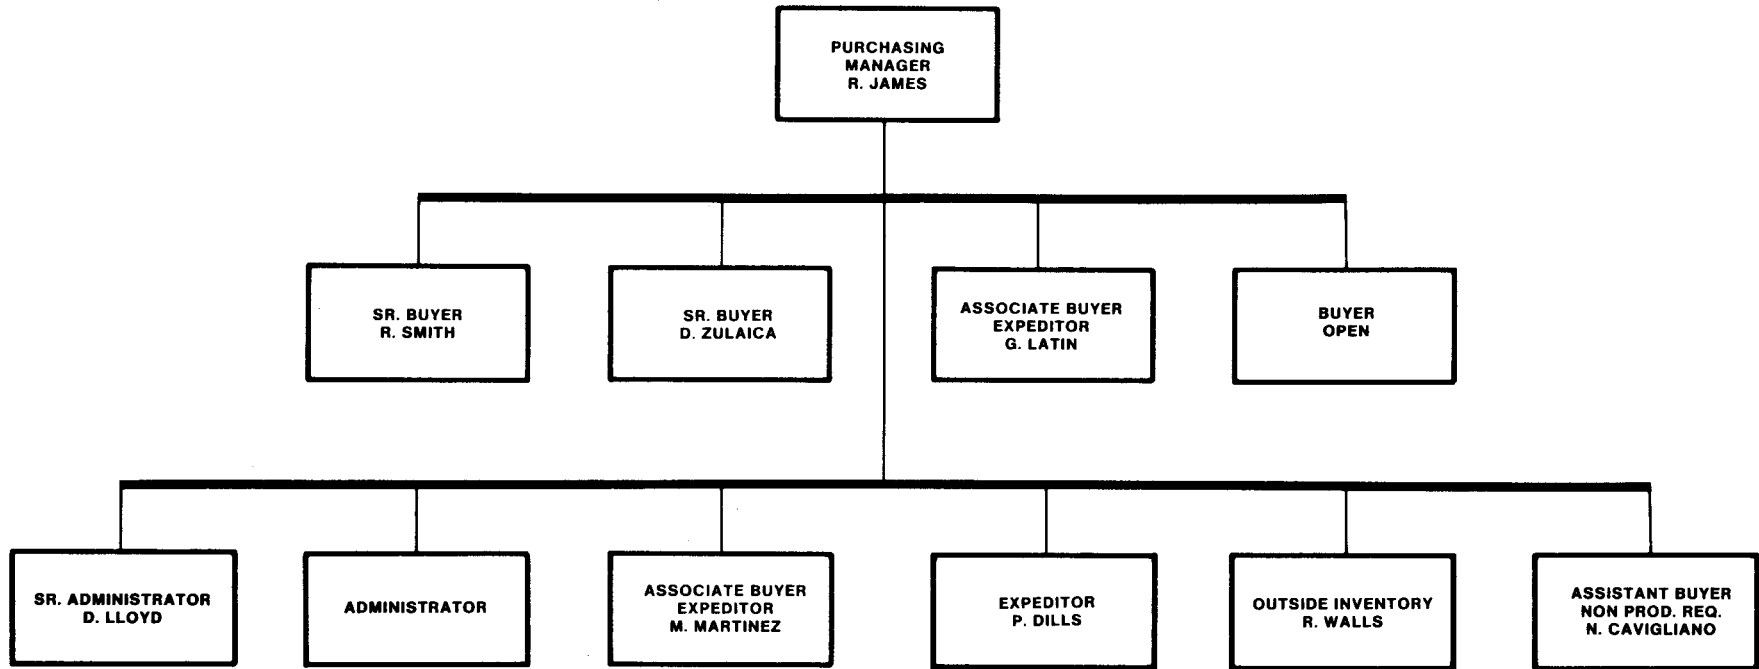 PURCHASING
MANAGER
R. JAMES
SR. BUYER
R. SMITH
SR. BUYER
D. ZULAICA
ASSOCIATE BUYER
EXPEDITOR
G. LATIN
BUYER
OPEN
SR. ADMINISTRATOR
D. LLOYD
ADMINISTRATOR
ASSOCIATE BUYER
EXPEDITOR
M. MARTINEZ
EXPEDITOR
P. DILLS
OUTSIDE INVENTORY
R. WALLS
ASSISTANT BUYER
NON PROD. REQ.
N. CAVIGLIANO